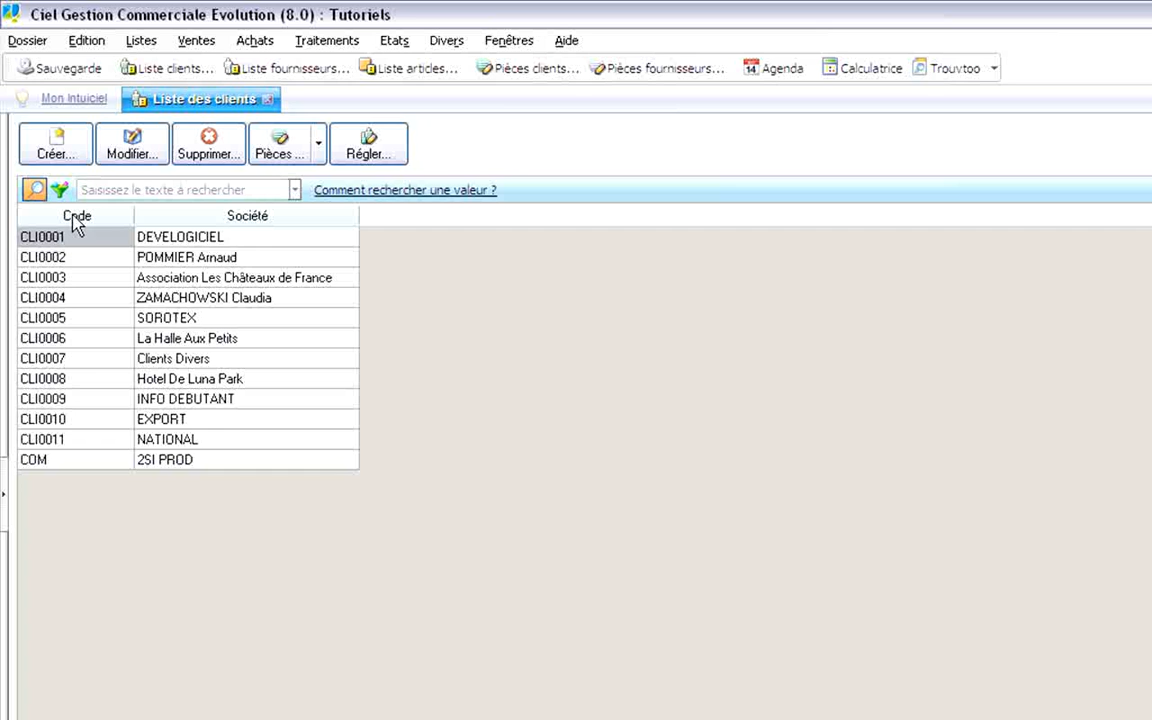 Ciel Gestion Commerciale Evolution (8.0) : Tutoriels
Dossier Edition Listes Ventes Achats Traitements Etats Divers Fenêtres Aide
Sauvegarde Liste clients... Liste fournisseurs... Liste articles... Pièces clients... Pièces fournisseurs... 14 Agenda Calculatrice Trouvtoo
Mon Intuiciel Liste des clients
Créer... Modifier... Supprimer... Pièces ... Régler...
Saisissez le texte à rechercher Comment rechercher une valeur ?
Code Société
CLI0001 DEVELOGICIEL
CLI0002 POMMIER Arnaud
CLI0003 Association Les Châteaux de France
CLI0004 ZAMACHOWSKI Claudia
CLI0005 SOROTEX
CLI0006 La Halle Aux Petits
CLI0007 Clients Divers
CLI0008 Hotel De Luna Park
CLI0009 INFO DEBUTANT
CLI0010 EXPORT
CLI0011 NATIONAL
COM 2SI PROD